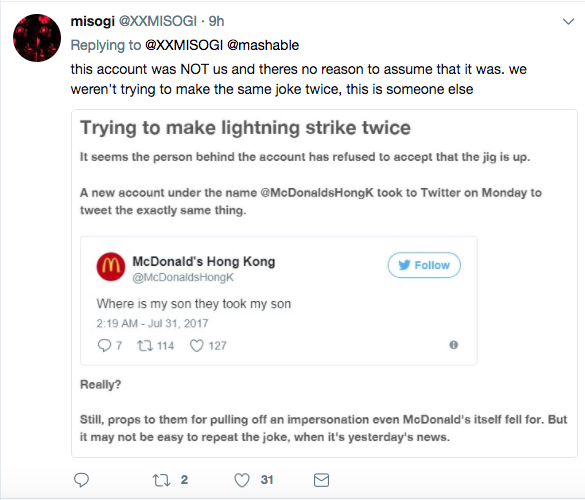 misogi @XXMISOGI · 9h
Replying to @XXMISOGI @mashable
this account was NOT us and theres no reason to assume that it was. we
weren't trying to make the same joke twice, this is someone else
Trying to make lightning strike twice
It seems the person behind the account has refused to accept that the jig is up.
A new account under the name @McDonaldsHongK took to Twitter on Monday to
tweet the exactly same thing.
McDonald's Hong Kong
@McDonaldsHongK
Follow
Where is my son they took my son
2:19 AM - Jul 31, 2017
7 114 127
Really?
Still, props to them for pulling off an impersonation even McDonald's itself fell for. But
it may not be easy to repeat the joke, when it's yesterday's news.
2 31